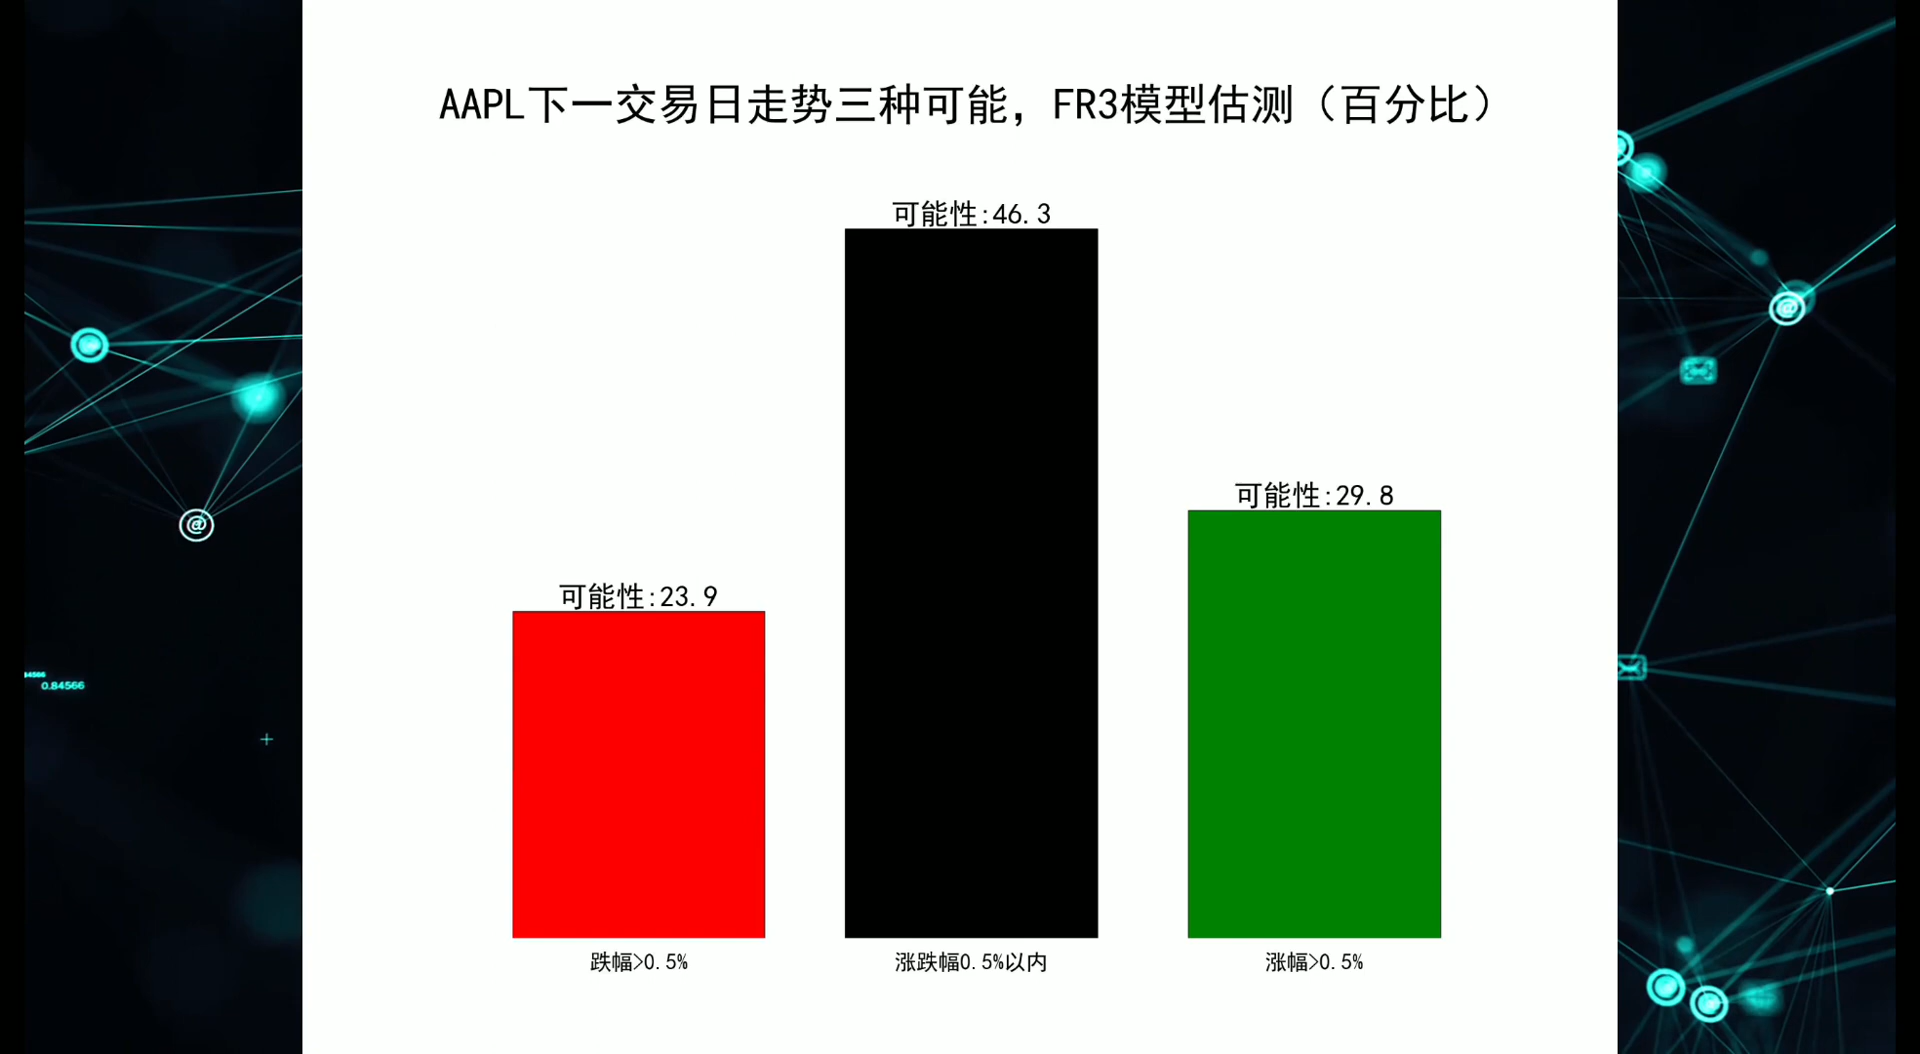 AAPL下一交易日走势三种可能，FR3模型估测（百分比）
可能性:46.3
可能性:29.8
可能性:23.9
跌幅>0.5%
涨跌幅0.5%以内
涨幅>0.5%
@
@
0.84566